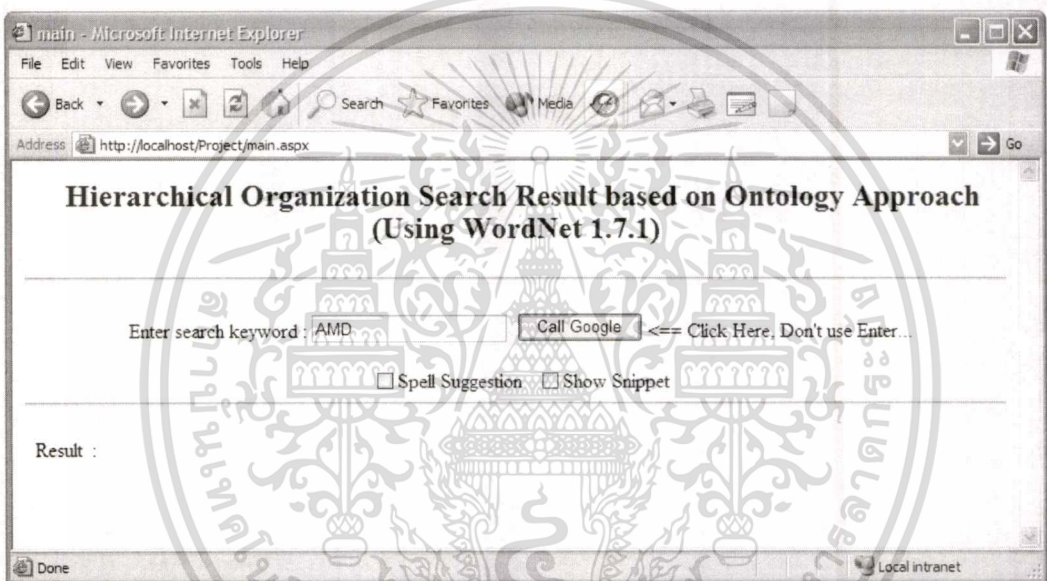 main - Microsoft Internet Explorer
File Edit View Favorites Tools Help
Back Search Favorites Media
Address http://localhost/Project/main.aspx Go
Hierarchical Organization Search Result based on Ontology Approach
(Using WordNet 1.7.1)
Enter search keyword : AMD Call Google <== Click Here, Don't use Enter...
Spell Suggestion Show Snippet
Result :
Done Local intranet